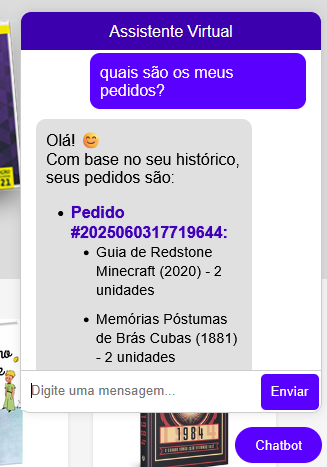 Assistente Virtual
quais são os meus
pedidos?
Olá! 😊
Com base no seu histórico,
seus pedidos são:
• Pedido
#2025060317719644:
• Guia de Redstone
Minecraft (2020) - 2
unidades
• Memórias Póstumas
de Brás Cubas (1881)
- 2 unidades
Digite uma mensagem...
Enviar
1984
Chatbot
21